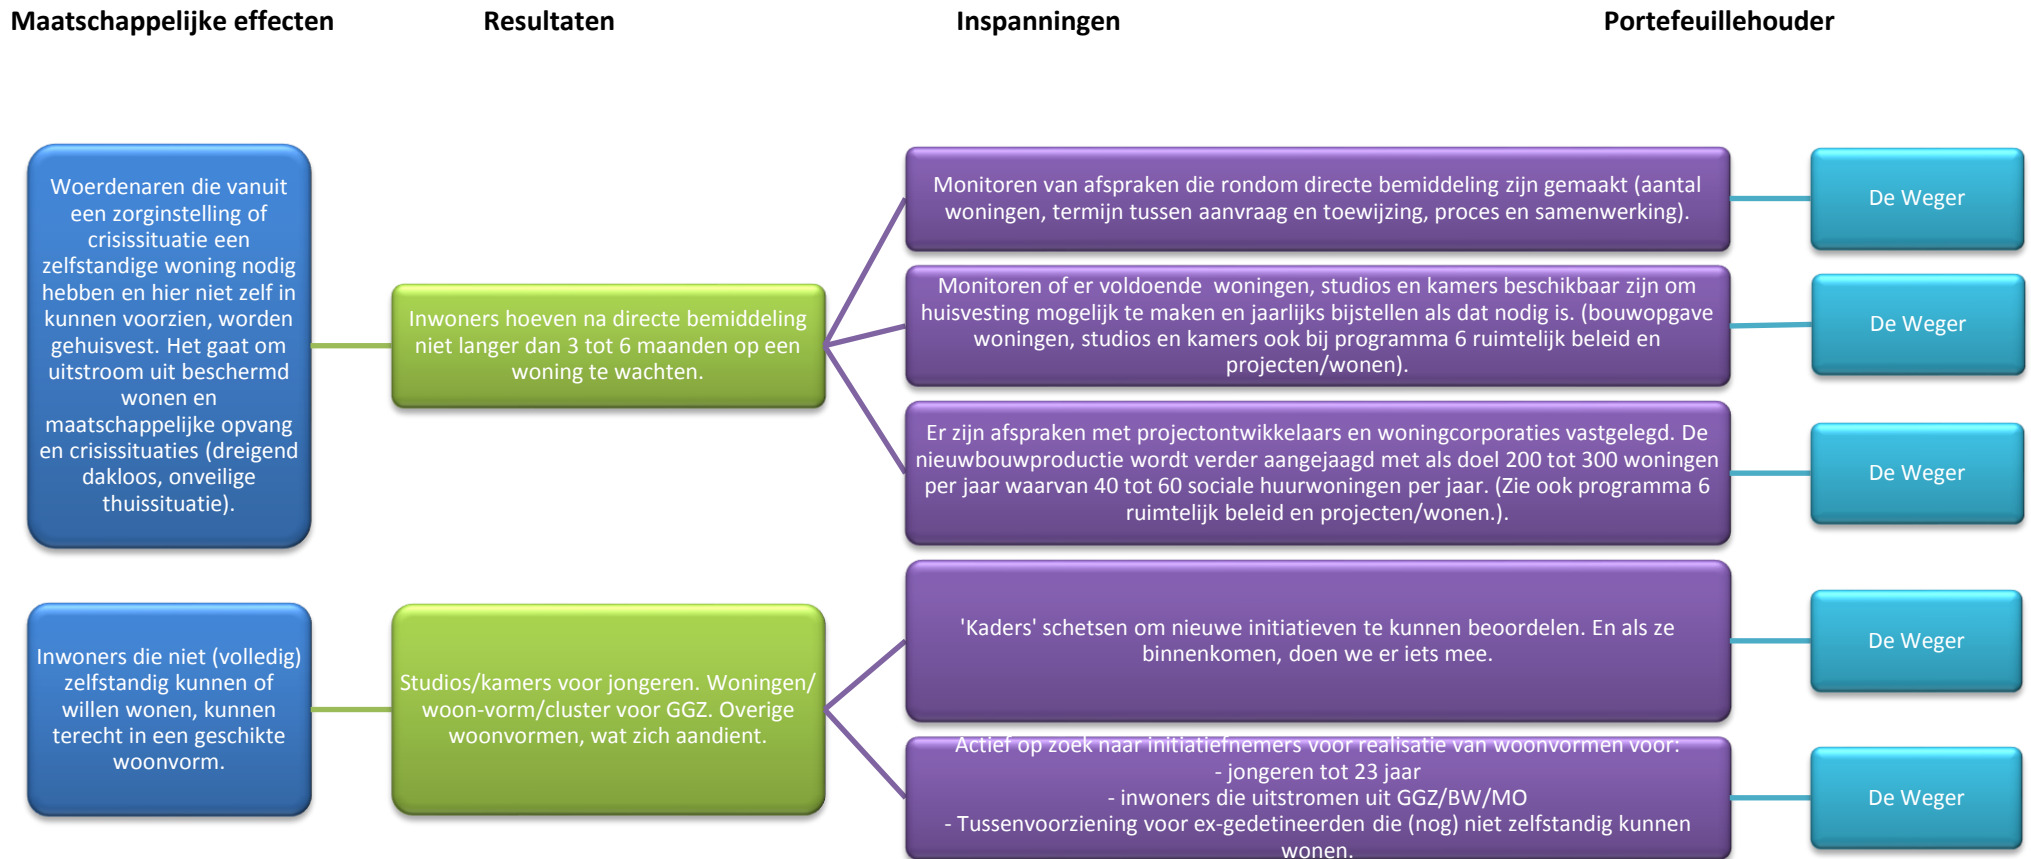 Maatschappelijke effecten
Resultaten
Inspanningen
Portefeuillehouder
Woerdenaren die vanuit
een zorginstelling of
crisissituatie een
zelfstandige woning nodig
hebben en hier niet zelf in
kunnen voorzien, worden
gehuisvest. Het gaat om
uitstroom uit beschermd
wonen en
maatschappelijke opvang
en crisissituaties (dreigend
dakloos, onveilige
thuissituatie).
Inwoners hoeven na directe bemiddeling
niet langer dan 3 tot 6 maanden op een
woning te wachten.
Monitoren van afspraken die rondom directe bemiddeling zijn gemaakt (aantal
woningen, termijn tussen aanvraag en toewijzing, proces en samenwerking).
De Weger
Monitoren of er voldoende  woningen, studios en kamers beschikbaar zijn om
huisvesting mogelijk te maken en jaarlijks bijstellen als dat nodig is. (bouwopgave
woningen, studios en kamers ook bij programma 6 ruimtelijk beleid en
projecten/wonen).
De Weger
Er zijn afspraken met projectontwikkelaars en woningcorporaties vastgelegd. De
nieuwbouwproductie wordt verder aangejaagd met als doel 200 tot 300 woningen
per jaar waarvan 40 tot 60 sociale huurwoningen per jaar. (Zie ook programma 6
ruimtelijk beleid en projecten/wonen.).
De Weger
Inwoners die niet (volledig)
zelfstandig kunnen of
willen wonen, kunnen
terecht in een geschikte
woonvorm.
Studios/kamers voor jongeren. Woningen/
woon-vorm/cluster voor GGZ. Overige
woonvormen, wat zich aandient.
'Kaders' schetsen om nieuwe initiatieven te kunnen beoordelen. En als ze
binnenkomen, doen we er iets mee.
De Weger
Actief op zoek naar initiatiefnemers voor realisatie van woonvormen voor:
- jongeren tot 23 jaar
- inwoners die uitstromen uit GGZ/BW/MO
- Tussenvoorziening voor ex-gedetineerden die (nog) niet zelfstandig kunnen
wonen.
De Weger